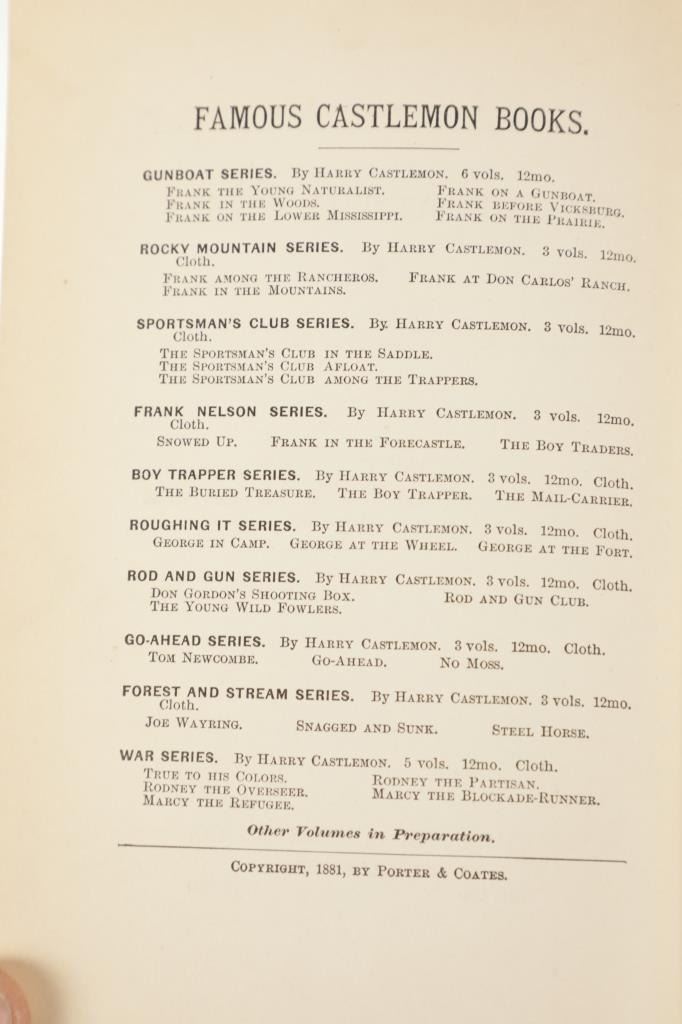 FAMOUS CASTLEMON BOOKS.
GUNBOAT SERIES. By Harry Castlemon. 6 vols. 12mo.
Frank the Young Naturalist. Frank on a Gunboat.
Frank in the Woods. Frank before Vicksburg.
Frank on the Lower Mississippi. Frank on the Prairie.
ROCKY MOUNTAIN SERIES. By Harry Castlemon. 3 vols. 12mo.
Cloth.
Frank among the Rancheros. Frank at Don Carlos' Ranch.
Frank in the Mountains.
SPORTSMAN'S CLUB SERIES. By Harry Castlemon. 3 vols. 12mo.
Cloth.
The Sportsman's Club in the Saddle.
The Sportsman's Club Afloat.
The Sportsman's Club among the Trappers.
FRANK NELSON SERIES. By Harry Castlemon. 3 vols. 12mo.
Cloth.
Snowed Up. Frank in the Forecastle. The Boy Traders.
BOY TRAPPER SERIES. By Harry Castlemon. 3 vols. 12mo. Cloth.
The Buried Treasure. The Boy Trapper. The Mail-Carrier.
ROUGHING IT SERIES. By Harry Castlemon. 3 vols. 12mo. Cloth.
George in Camp. George at the Wheel. George at the Fort.
ROD AND GUN SERIES. By Harry Castlemon. 3 vols. 12mo. Cloth.
Don Gordon's Shooting Box. Rod and Gun Club.
The Young Wild Fowlers.
GO-AHEAD SERIES. By Harry Castlemon. 3 vols. 12mo. Cloth.
Tom Newcombe. Go-Ahead. No Moss.
FOREST AND STREAM SERIES. By Harry Castlemon. 3 vols. 12mo.
Cloth.
Joe Wayring. Snagged and Sunk. Steel Horse.
WAR SERIES. By Harry Castlemon. 5 vols. 12mo. Cloth.
True to his Colors. Rodney the Partisan.
Rodney the Overseer. Marcy the Blockade-Runner.
Marcy the Refugee.
Other Volumes in Preparation.
Copyright, 1881, by Porter & Coates.